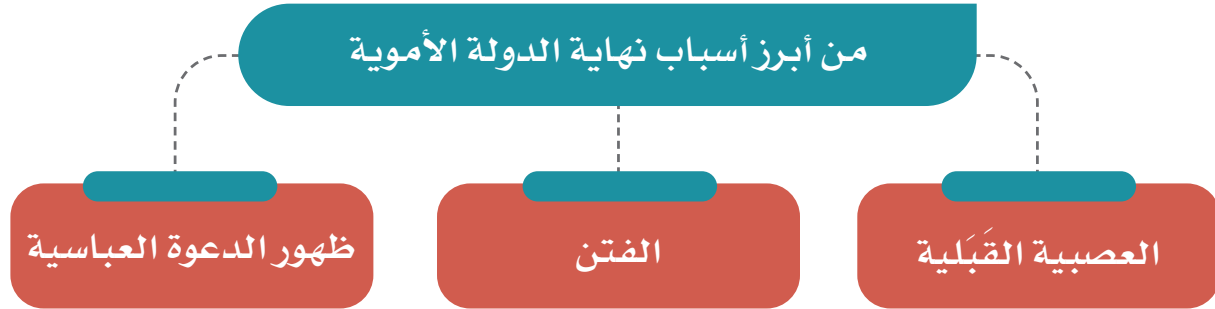 من أبرز أسباب نهاية الدولة الأموية
العصبية القَبَلية
الفتن
ظهور الدعوة العباسية